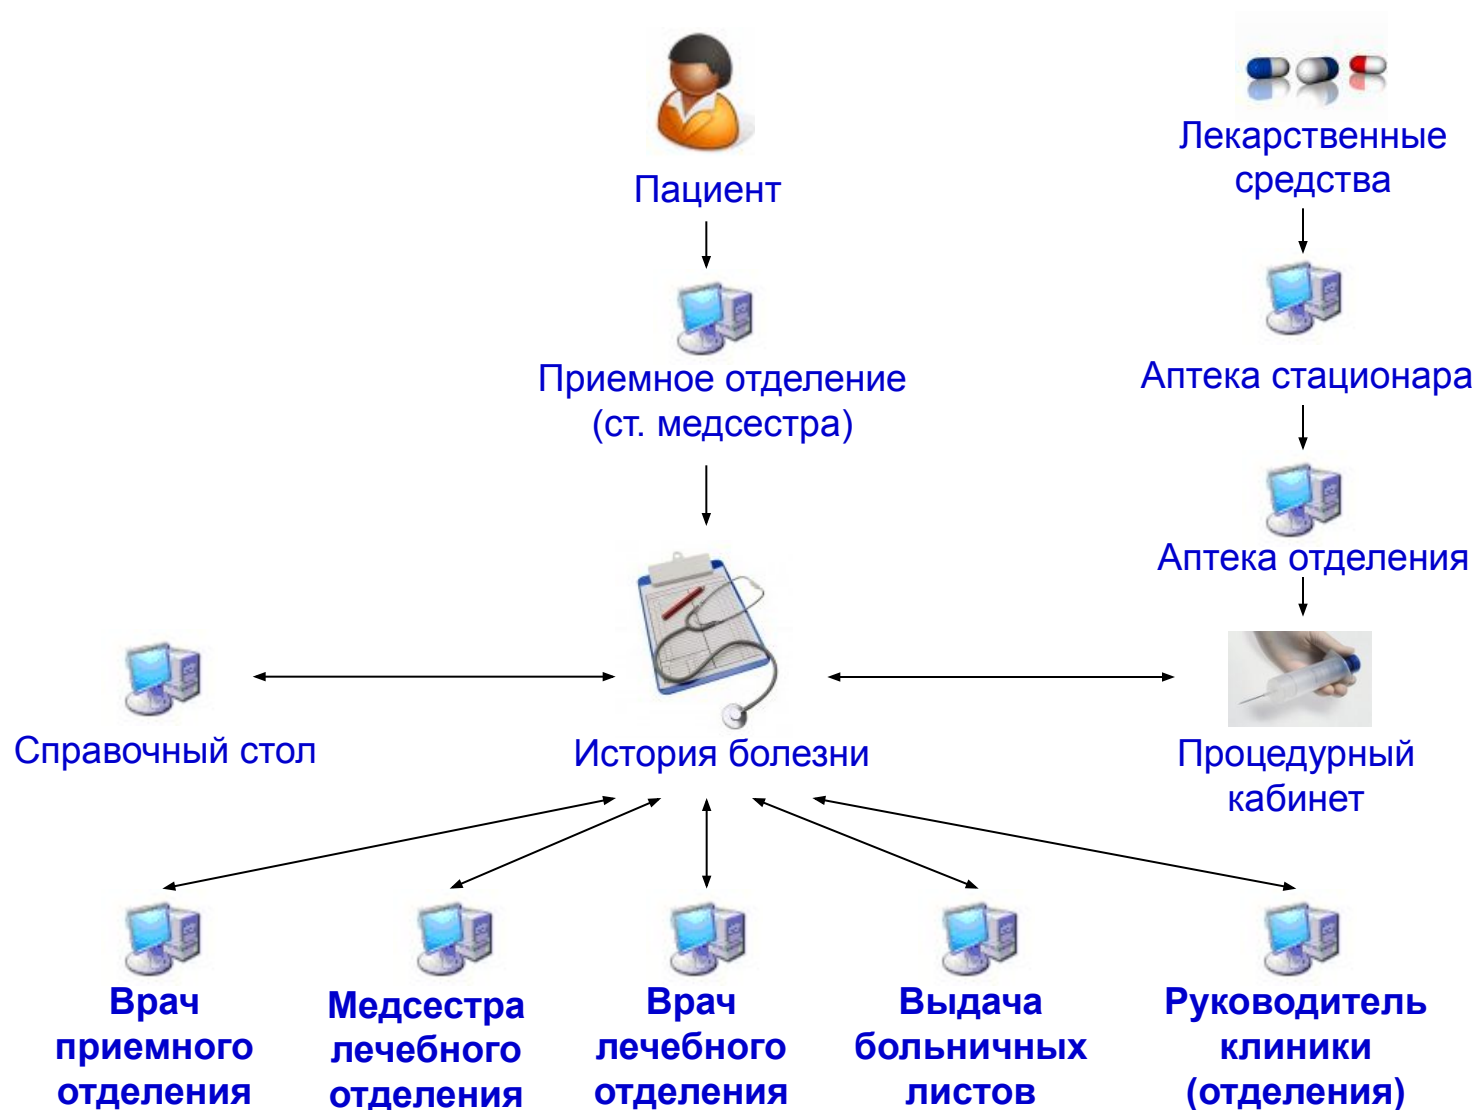 Лекарственные
средства
Пациент
Приемное отделение
(ст. медсестра)
Аптека стационара
Аптека отделения
Справочный стол
История болезни
Процедурный
кабинет
Врач
приемного
отделения
Медсестра
лечебного
отделения
Врач
лечебного
отделения
Выдача
больничных
листов
Руководитель
клиники
(отделения)